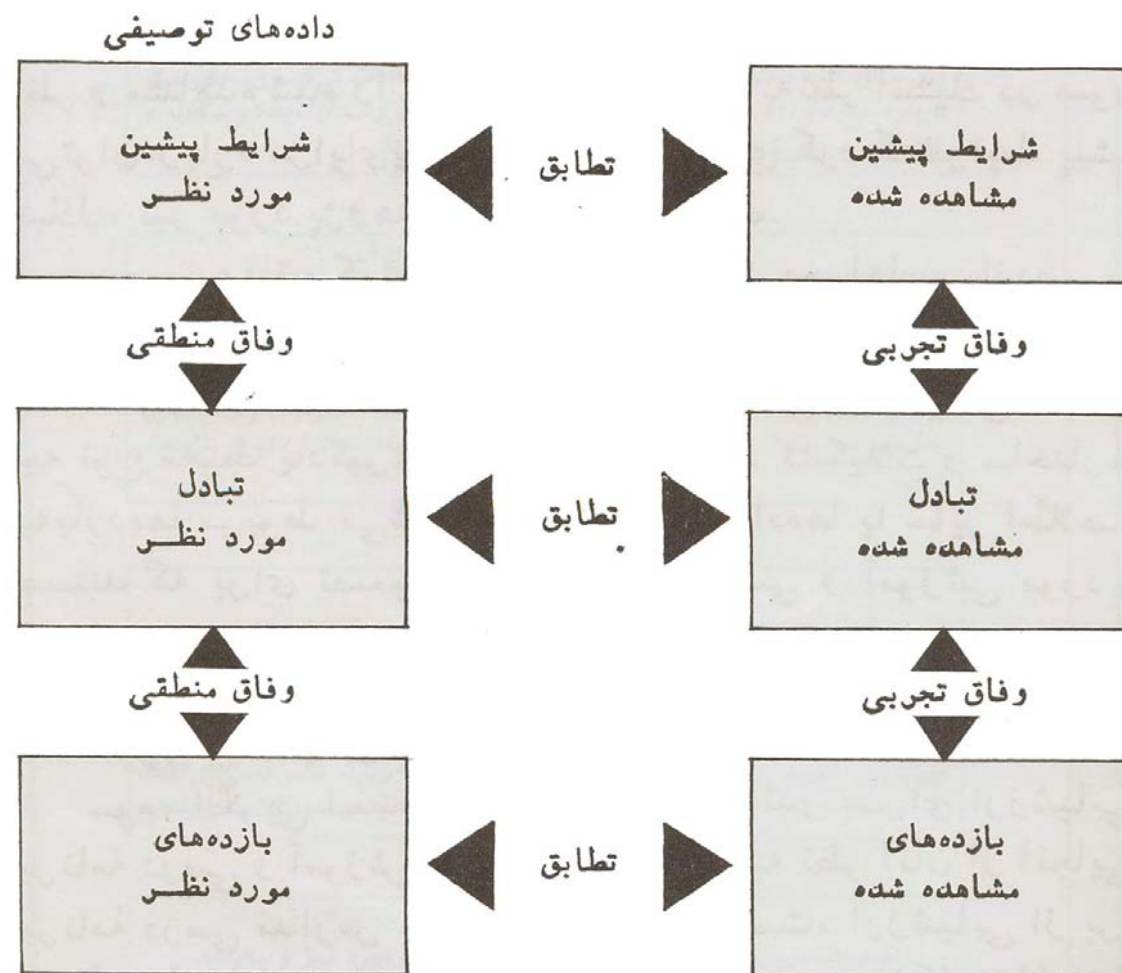 داده‌های توصیفی
شرایط پیشین
مورد نظر
تطابق
شرایط پیشین
مشاهده شده
وفاق منطقی
وفاق تجربی
تبادل
مورد نظر
تطابق
تبادل
مشاهده شده
وفاق منطقی
وفاق تجربی
بازده‌های
مورد نظر
تطابق
بازده‌های
مشاهده شده